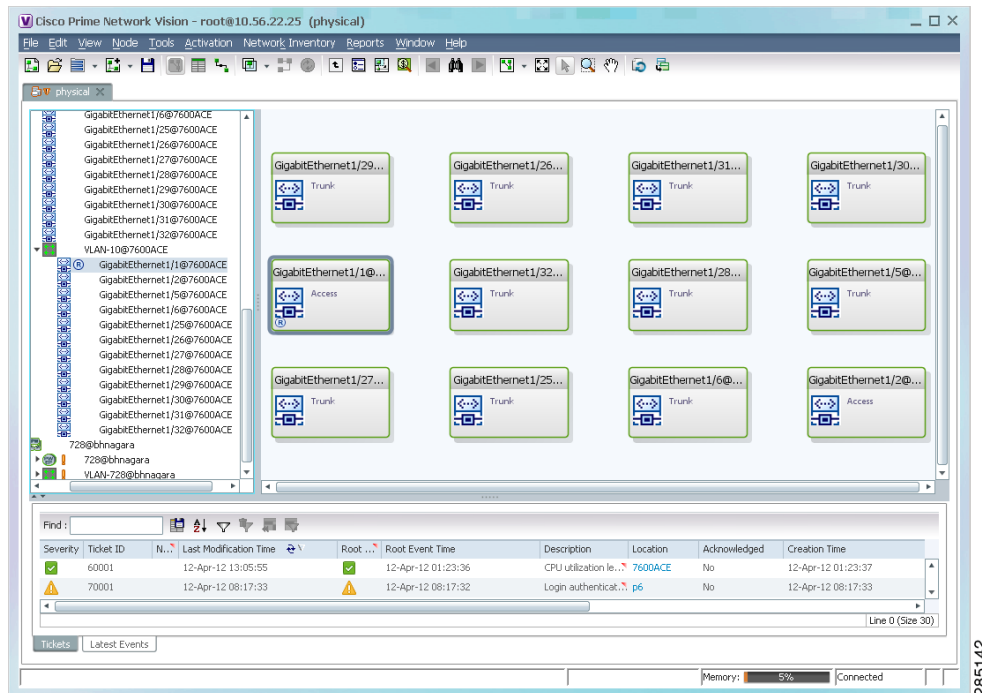 Cisco Prime Network Vision - root@10.56.22.25 (physical)
File Edit View Node Tools Activation Network Inventory Reports Window Help
physical
GigabitEthernet1/6@7600ACE
GigabitEthernet1/25@7600ACE
GigabitEthernet1/26@7600ACE
GigabitEthernet1/27@7600ACE
GigabitEthernet1/28@7600ACE
GigabitEthernet1/29@7600ACE
GigabitEthernet1/30@7600ACE
GigabitEthernet1/31@7600ACE
GigabitEthernet1/32@7600ACE
VLAN-10@7600ACE
GigabitEthernet1/1@7600ACE
GigabitEthernet1/2@7600ACE
GigabitEthernet1/5@7600ACE
GigabitEthernet1/6@7600ACE
GigabitEthernet1/25@7600ACE
GigabitEthernet1/26@7600ACE
GigabitEthernet1/27@7600ACE
GigabitEthernet1/28@7600ACE
GigabitEthernet1/29@7600ACE
GigabitEthernet1/30@7600ACE
GigabitEthernet1/31@7600ACE
GigabitEthernet1/32@7600ACE
728@bhnagara
728@bhnagara
VLAN-728@bhnagara
GigabitEthernet1/29... GigabitEthernet1/26... GigabitEthernet1/31... GigabitEthernet1/30...
Trunk Trunk Trunk Trunk
GigabitEthernet1/1@... GigabitEthernet1/32... GigabitEthernet1/28... GigabitEthernet1/5@...
Access Trunk Trunk Trunk
GigabitEthernet1/27... GigabitEthernet1/25... GigabitEthernet1/6@... GigabitEthernet1/2@...
Trunk Trunk Trunk Access
Find :
Severity Ticket ID N... Last Modification Time Root ... Root Event Time Description Location Acknowledged Creation Time
60001 12-Apr-12 13:05:55 12-Apr-12 01:23:36 CPU utilization le... 7600ACE No 12-Apr-12 01:23:37
70001 12-Apr-12 08:17:33 12-Apr-12 08:17:32 Login authenticat... p6 No 12-Apr-12 08:17:33
Line 0 (Size 30)
Tickets Latest Events
Memory: 5% Connected
285142